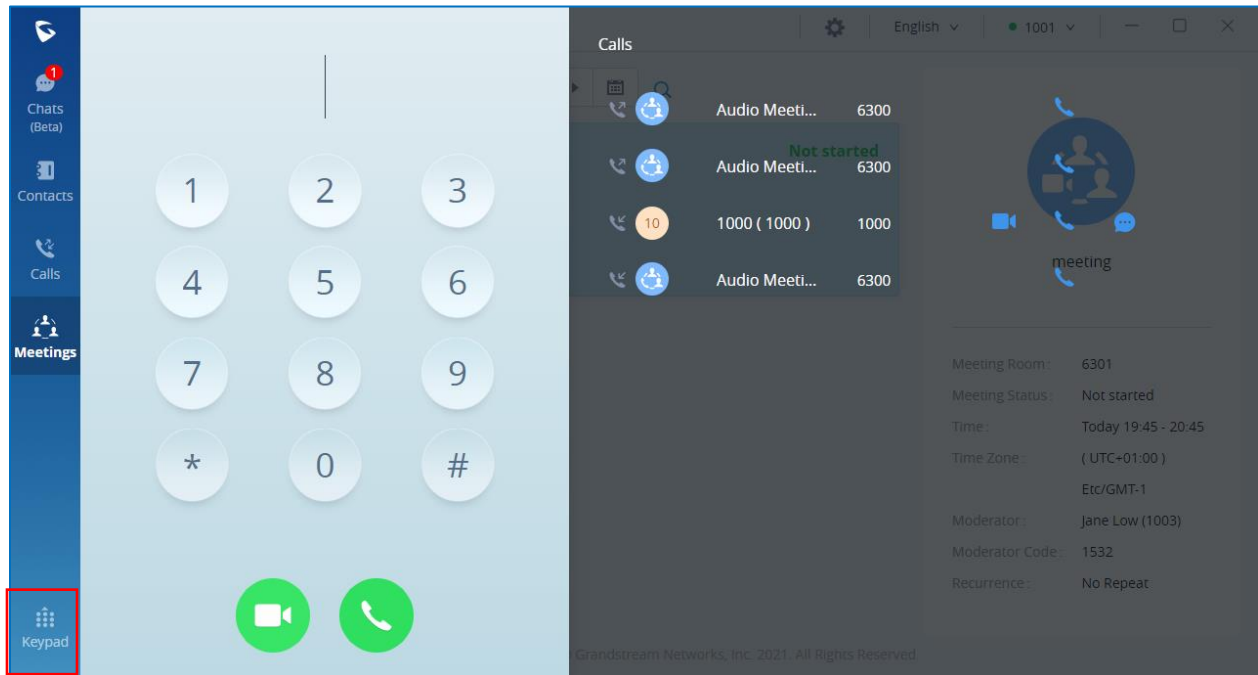 English
1001
1
Chats
(Beta)
Contacts
Calls
Meetings
Keypad
1 2 3
4 5 6
7 8 9
* 0 #
Calls
Audio Meeti... 6300
Not started
Audio Meeti... 6300
10 1000 ( 1000 ) 1000
Audio Meeti... 6300
meeting
Meeting Room : 6301
Meeting Status : Not started
Time : Today 19:45 - 20:45
Time Zone : ( UTC+01:00 )
Etc/GMT-1
Moderator : Jane Low (1003)
Moderator Code : 1532
Recurrence : No Repeat
Grandstream Networks, Inc. 2021. All Rights Reserved